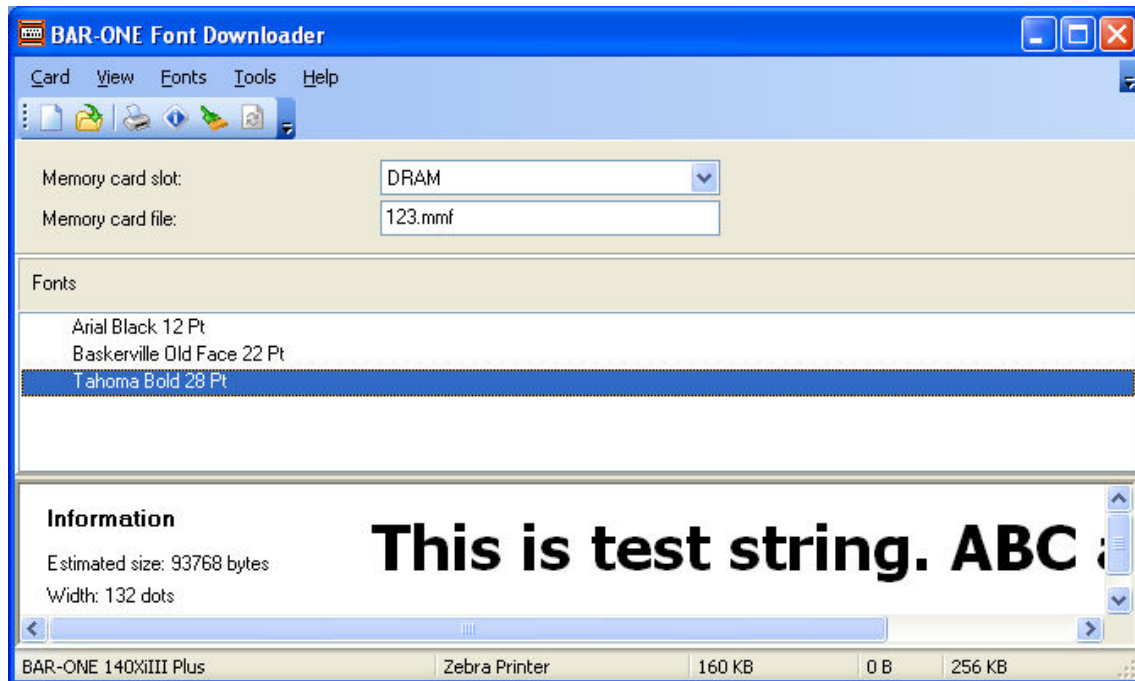 BAR-ONE Font Downloader
Card View Fonts Tools Help
Memory card slot: DRAM
Memory card file: 123.mmf
Fonts
Arial Black 12 Pt
Baskerville Old Face 22 Pt
Tahoma Bold 28 Pt
Information
This is test string. ABC
Estimated size: 93768 bytes
Width: 132 dots
BAR-ONE 140XiIII Plus Zebra Printer 160 KB 0 B 256 KB